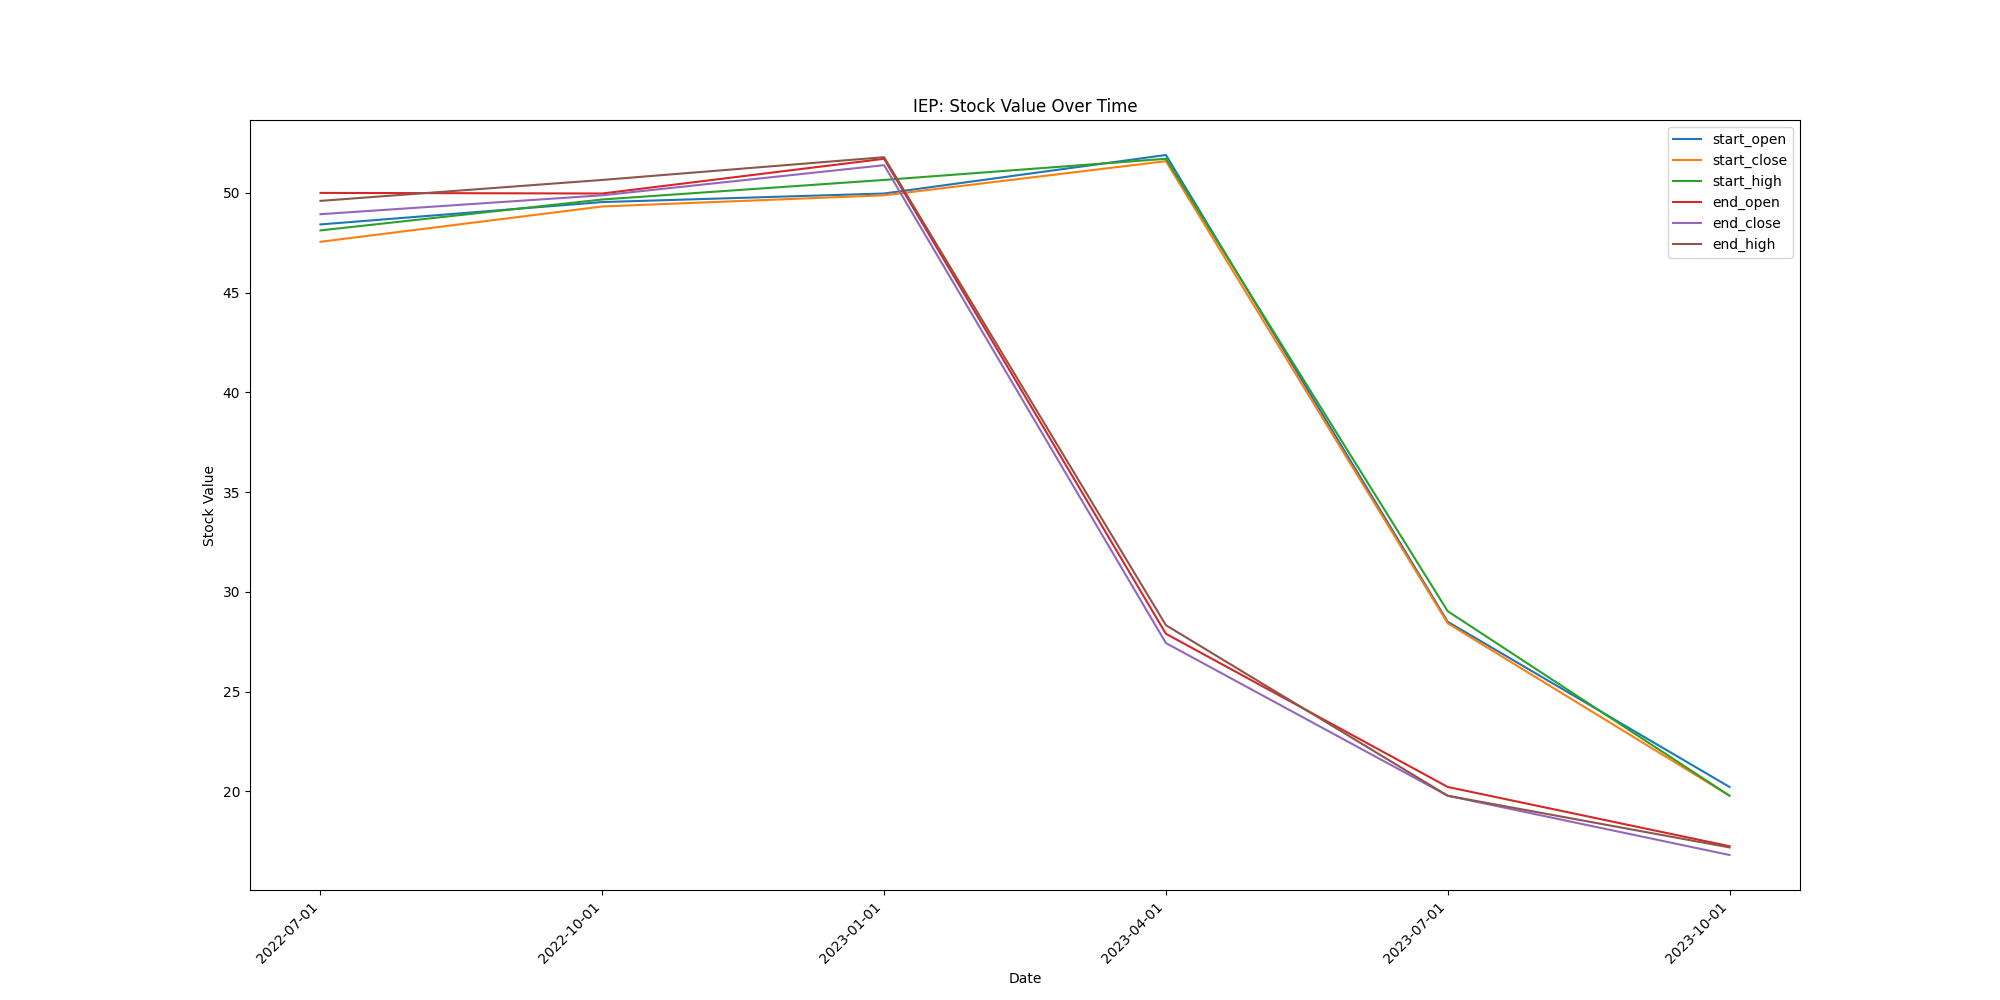 IEP: Stock Value Over Time
start_open
start_close
start_high
end_open
end_close
end_high
50
45
40
35
30
25
20
Stock Value
2022-07-01
2022-10-01
2023-01-01
2023-04-01
2023-07-01
2023-10-01
Date